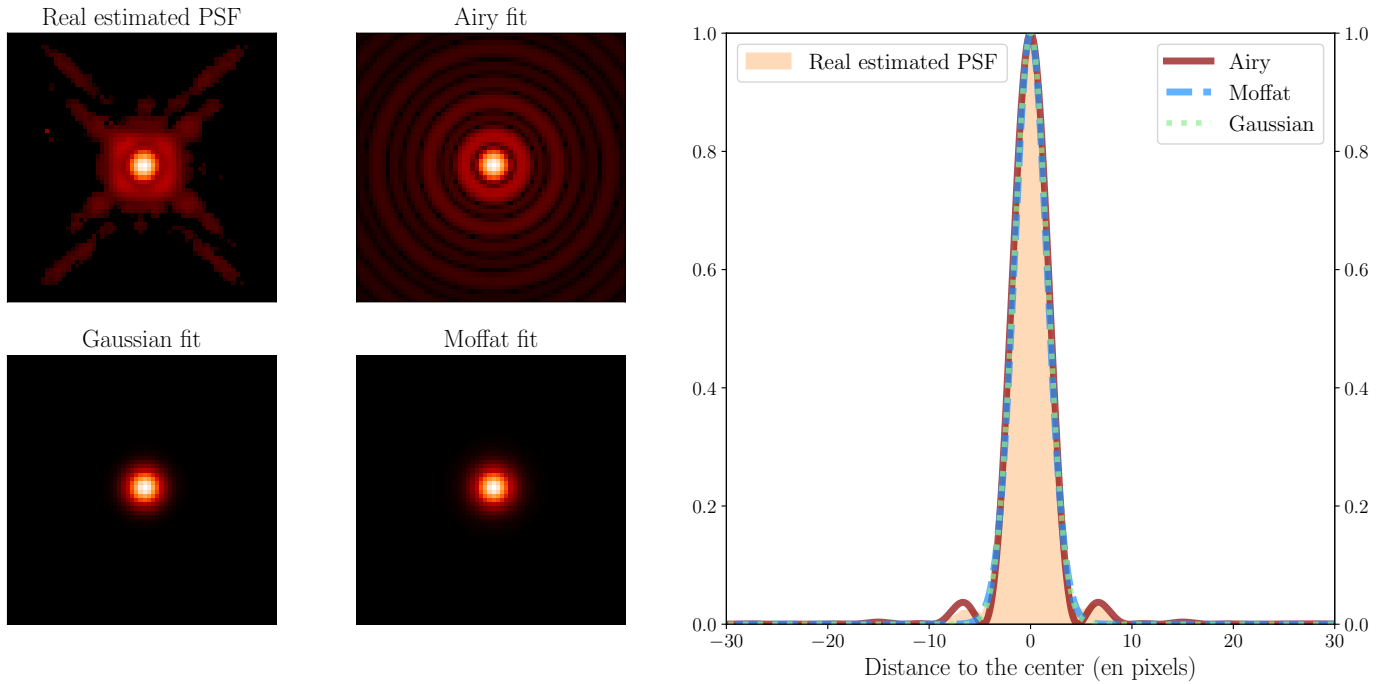 Real estimated PSF
Airy fit
Gaussian fit
Moffat fit
Real estimated PSF
Airy
Moffat
Gaussian
1.0
0.8
0.6
0.4
0.2
0.0
1.0
0.8
0.6
0.4
0.2
0.0
−30 −20 −10 0 10 20 30
Distance to the center (en pixels)